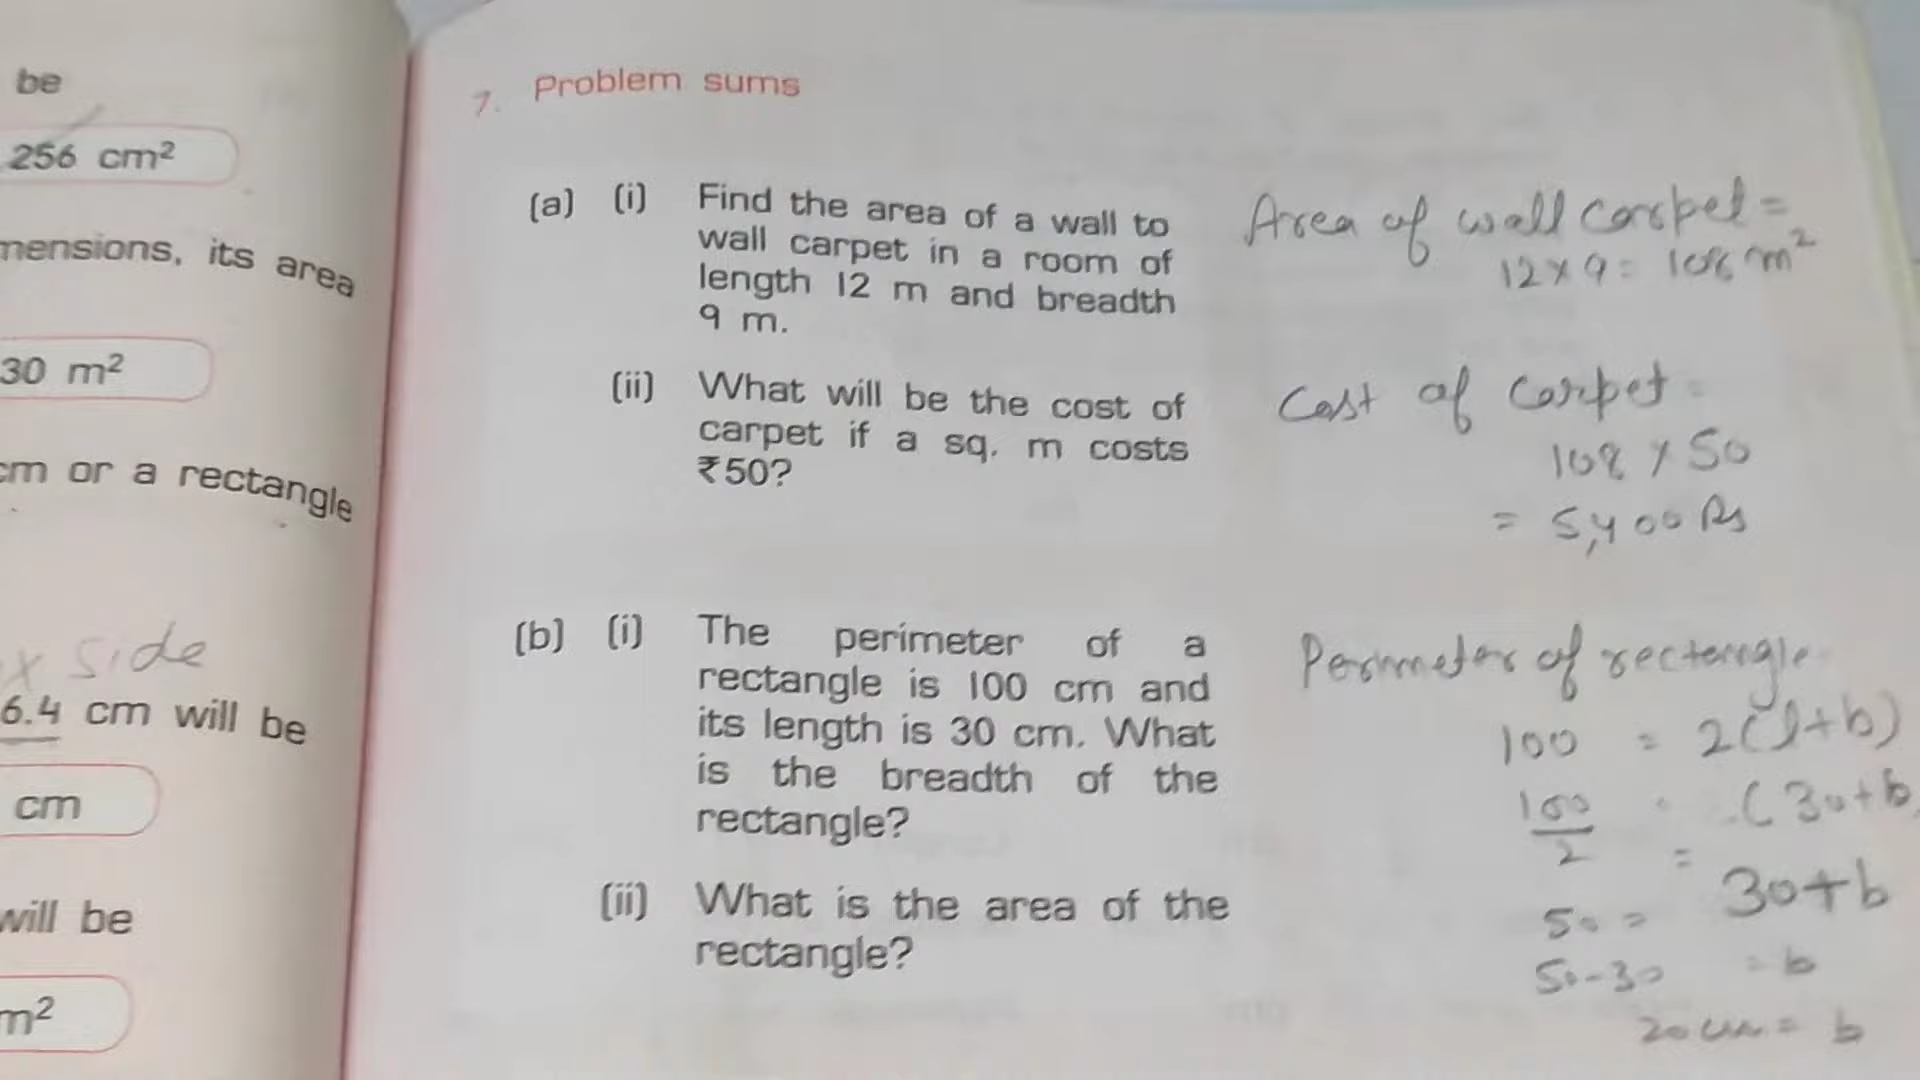 be
256 cm²
mensions, its area
30 m²
cm or a rectangle
x side
6.4 cm will be
cm
will be
m²
7. Problem sums
(a) (i) Find the area of a wall to
wall carpet in a room of
length 12 m and breadth
9 m.
Area of wall carpet =
12 x 9 = 108 m²
(ii) What will be the cost of
carpet if a sq. m costs
₹50?
Cost of carpet =
108 x 50
= 5,400 Rs
(b) (i) The perimeter of a
rectangle is 100 cm and
its length is 30 cm. What
is the breadth of the
rectangle?
(ii) What is the area of the
rectangle?
Perimeter of rectangle
100 = 2(l+b)
100/2 = (30+b)
50 = 30+b
50-30 = b
20 cm = b